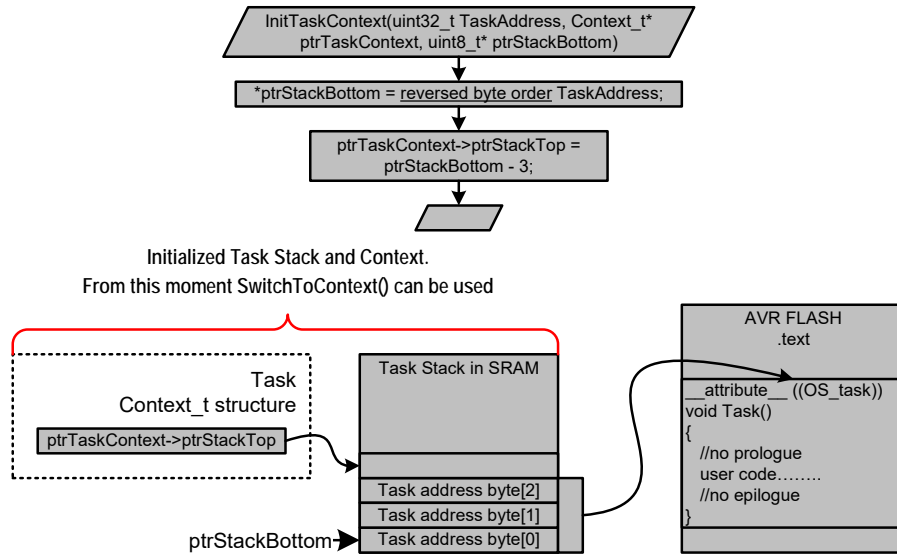 InitTaskContext(uint32_t TaskAddress, Context_t*
ptrTaskContext, uint8_t* ptrStackBottom)
*ptrStackBottom = reversed byte order TaskAddress;
ptrTaskContext->ptrStackTop =
ptrStackBottom - 3;
Initialized Task Stack and Context.
From this moment SwitchToContext() can be used
Task
Context_t structure
ptrTaskContext->ptrStackTop
Task Stack in SRAM
Task address byte[2]
Task address byte[1]
Task address byte[0]
ptrStackBottom
AVR FLASH
.text
__attribute__ ((OS_task))
void Task()
{
//no prologue
user code........
//no epilogue
}